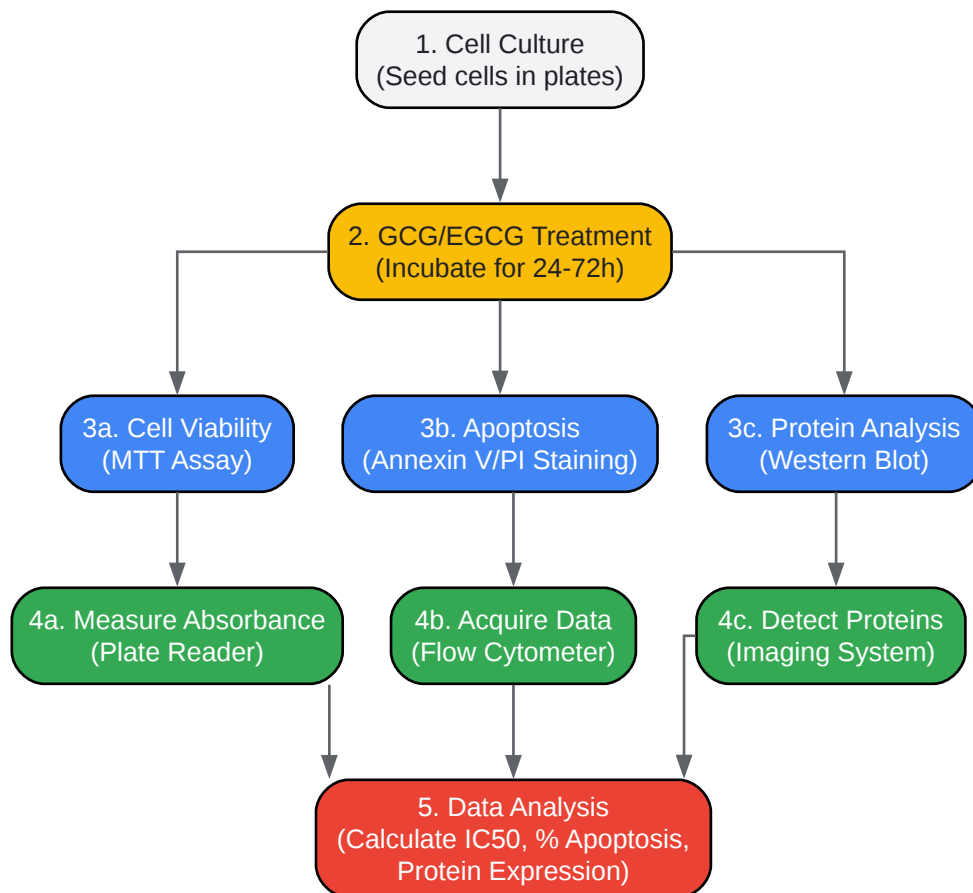 1. Cell Culture
(Seed cells in plates)
2. GCG/EGCG Treatment
(Incubate for 24-72h)
3a. Cell Viability
(MTT Assay)
3b. Apoptosis
(Annexin V/PI Staining)
3c. Protein Analysis
(Western Blot)
4a. Measure Absorbance
(Plate Reader)
4b. Acquire Data
(Flow Cytometer)
4c. Detect Proteins
(Imaging System)
5. Data Analysis
(Calculate IC50, % Apoptosis,
Protein Expression)